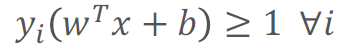 yᵢ(wᵀx + b) ≥ 1 ∀i